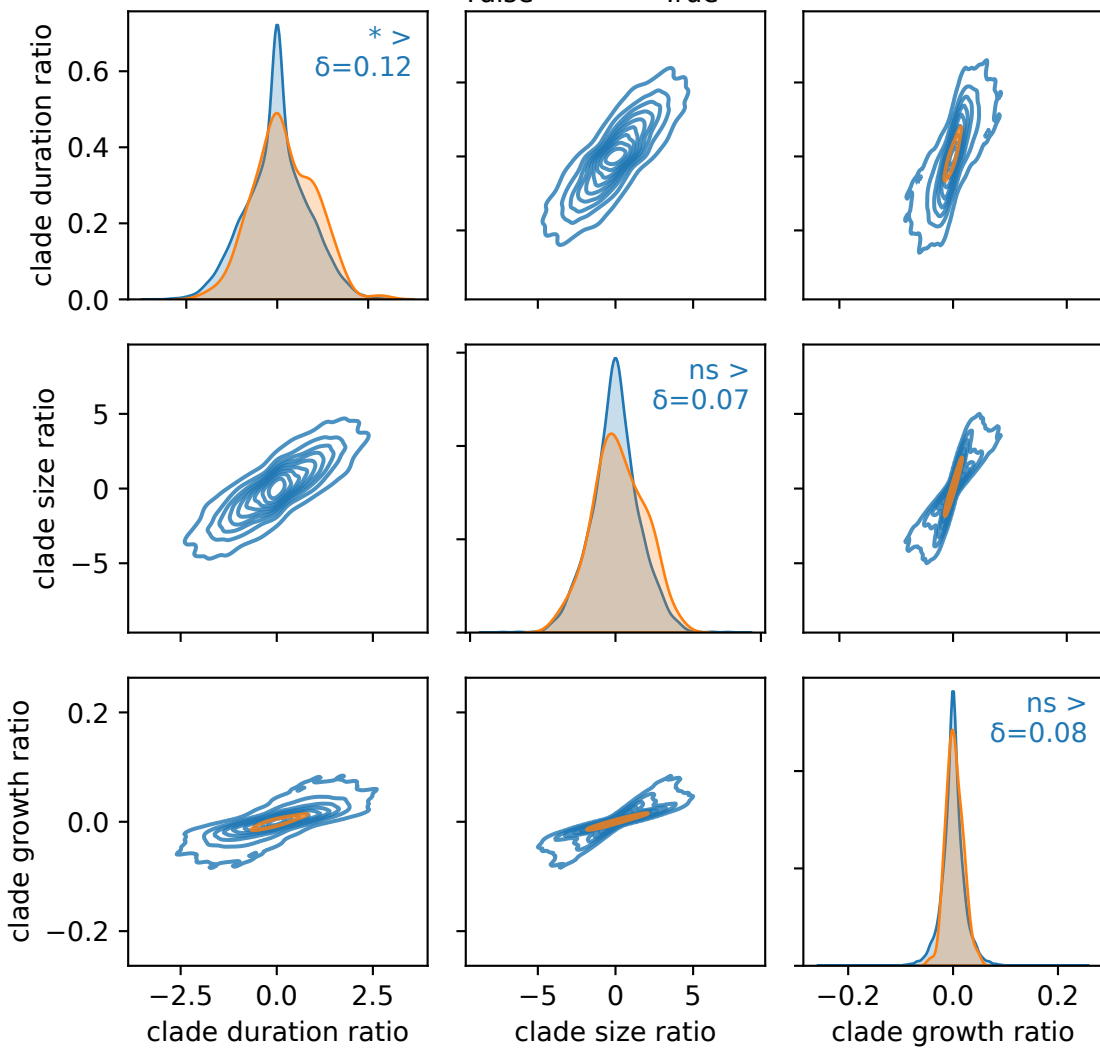 False True
clade duration ratio
0.6
0.4
0.2
0.0
* >
δ=0.12
clade size ratio
5
0
−5
ns >
δ=0.07
clade growth ratio
0.2
0.0
−0.2
ns >
δ=0.08
−2.5 0.0 2.5
−5 0 5
−0.2 0.0 0.2
clade duration ratio
clade size ratio
clade growth ratio